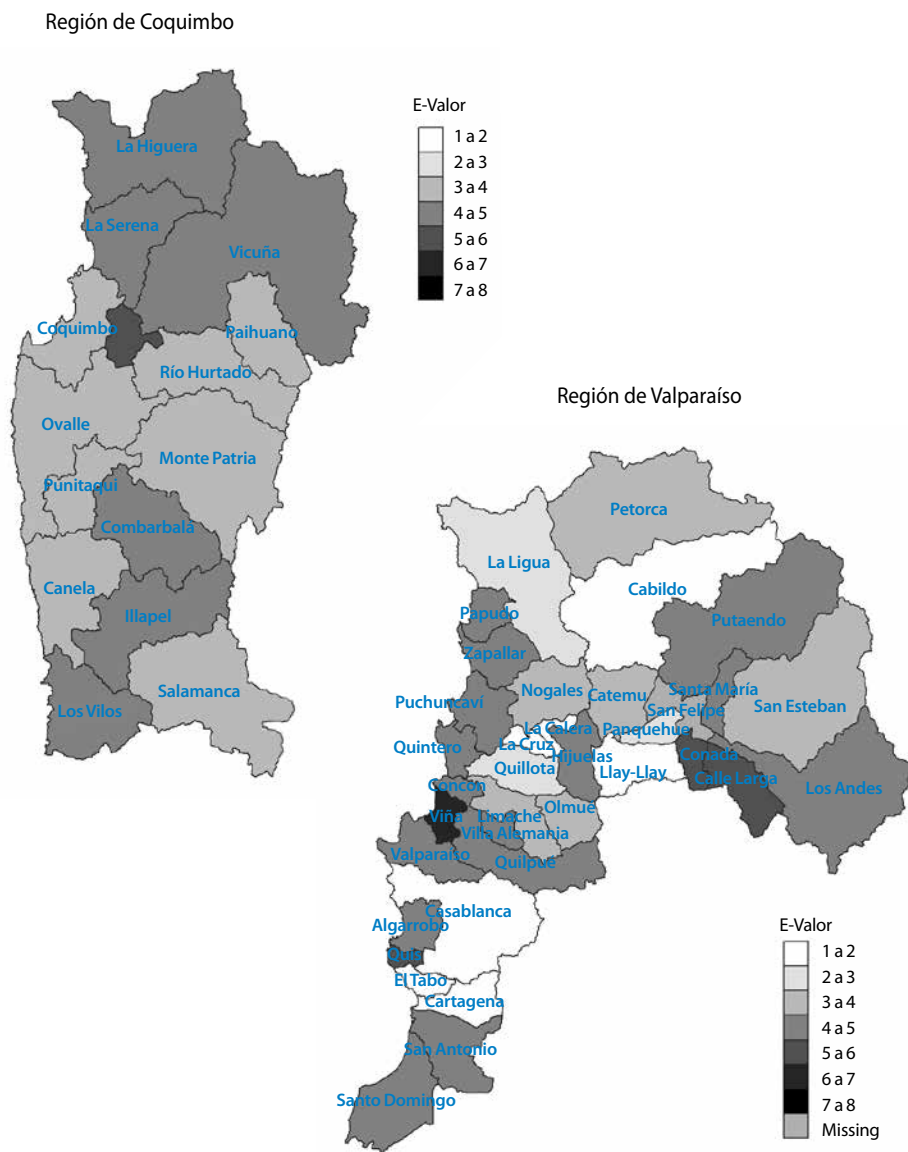 Región de Coquimbo
E-Valor
1 a 2
2 a 3
3 a 4
4 a 5
5 a 6
6 a 7
7 a 8
La Higuera
La Serena
Vicuña
Coquimbo
Paihuano
Río Hurtado
Ovalle
Monte Patria
Punitaqui
Combarbalá
Canela
Illapel
Salamanca
Los Vilos
Región de Valparaíso
Petorca
La Ligua
Cabildo
Papudo
Putaendo
Zapallar
Puchuncaví
Nogales
Catemu
Santa María
San Felipe
San Esteban
La Calera
Panquehue
Quintero
La Cruz
Hijuelas
Conada
Quillota
Llay-Llay
Calle Larga
Los Andes
Concón
Olmué
Viña
Limache
Villa Alemania
Valparaíso
Quilpué
Casablanca
Algarrobo
Quis
El Tabo
Cartagena
San Antonio
Santo Domingo
E-Valor
1 a 2
2 a 3
3 a 4
4 a 5
5 a 6
6 a 7
7 a 8
Missing